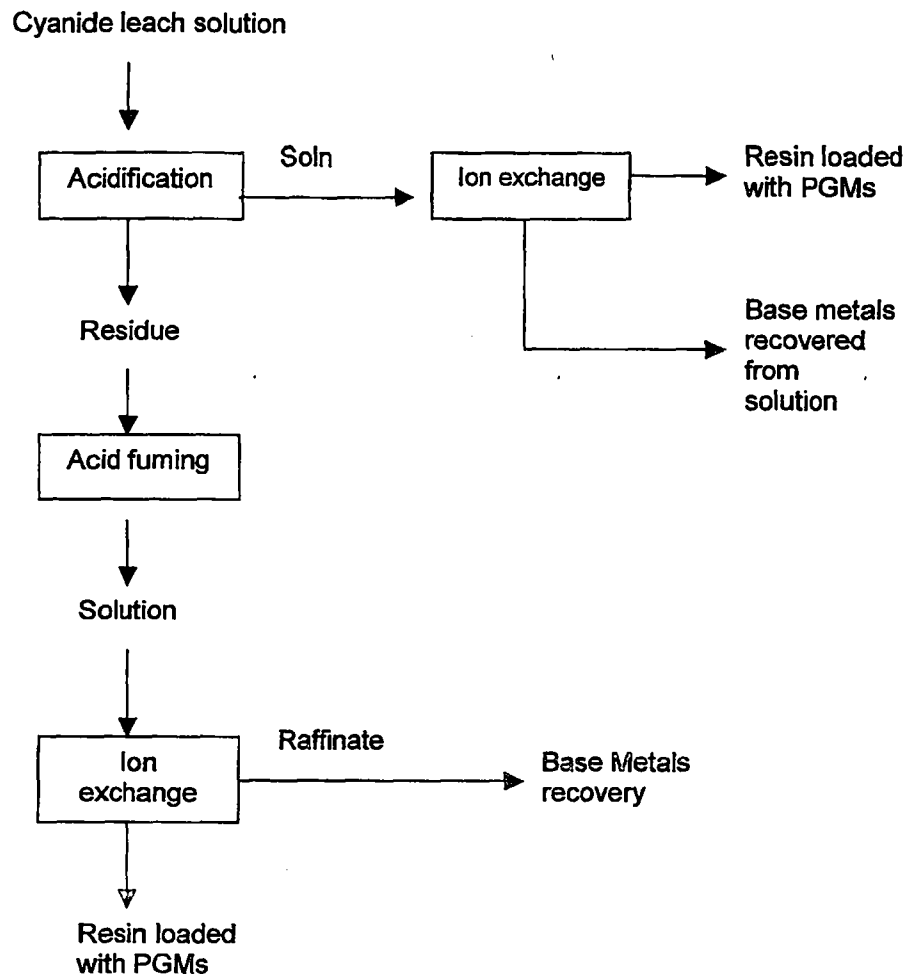 Cyanide leach solution
Acidification
Soln
Ion exchange
Resin loaded
with PGMs
Residue
Base metals
recovered
from
solution
Acid fuming
Solution
Ion
exchange
Raffinate
Base Metals
recovery
Resin loaded
with PGMs